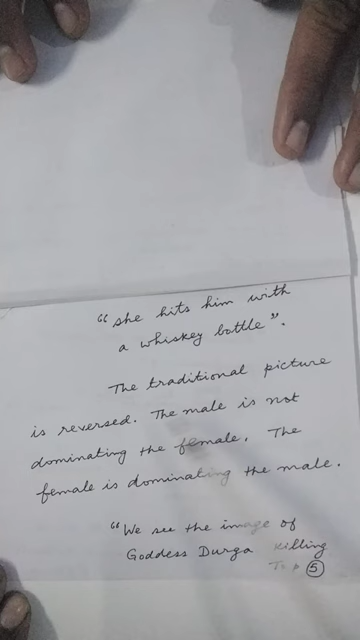 "She hits him with
a whiskey bottle".
The traditional picture
is reversed. The male is not
dominating the female. The
female is dominating the male.
"We see the image of
Goddess Durga killing
To p 5